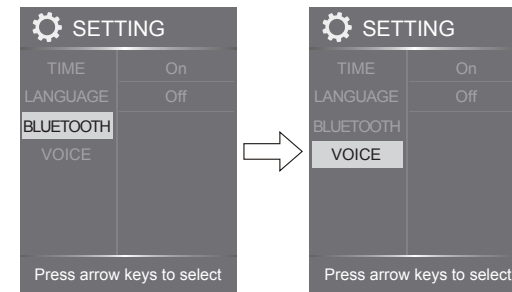 SETTING
TIME On
LANGUAGE Off
BLUETOOTH
VOICE
Press arrow keys to select
SETTING
TIME On
LANGUAGE Off
BLUETOOTH
VOICE
Press arrow keys to select